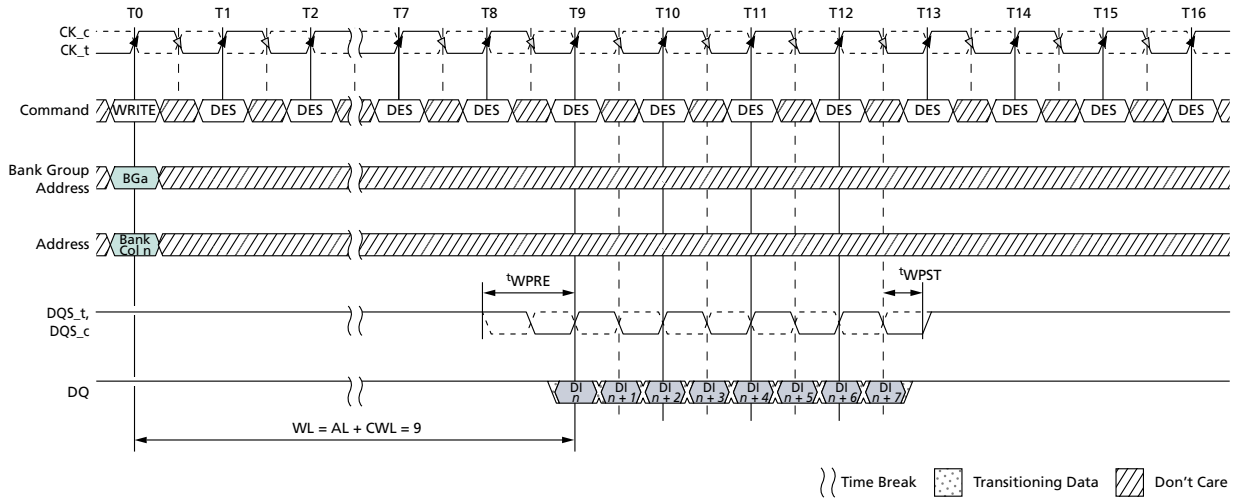 T0 T1 T2 T7 T8 T9 T10 T11 T12 T13 T14 T15 T16
CK_c
CK_t
Command WRITE DES DES DES DES DES DES DES DES DES DES DES DES
Bank Group
Address
BGa
Address
Bank
Col n
tWPRE
tWPST
DQS_t,
DQS_c
DQ
DI
n
DI
n + 1
DI
n + 2
DI
n + 3
DI
n + 4
DI
n + 5
DI
n + 6
DI
n + 7
WL = AL + CWL = 9
Time Break Transitioning Data Don't Care